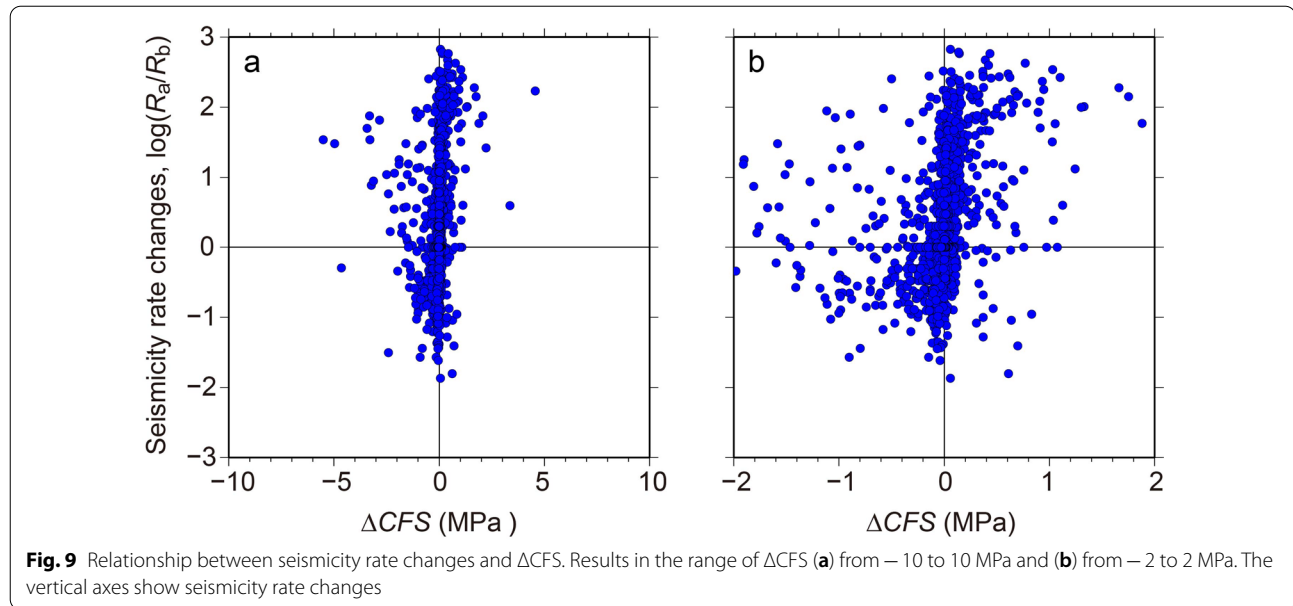 a
b
Seismicity rate changes, log(Ra/Rb)
3
2
1
0
−1
−2
−3
−10
−5
0
5
10
−2
−1
0
1
2
ΔCFS (MPa )
ΔCFS (MPa)
Fig. 9 Relationship between seismicity rate changes and ΔCFS. Results in the range of ΔCFS (a) from − 10 to 10 MPa and (b) from − 2 to 2 MPa. The
vertical axes show seismicity rate changes